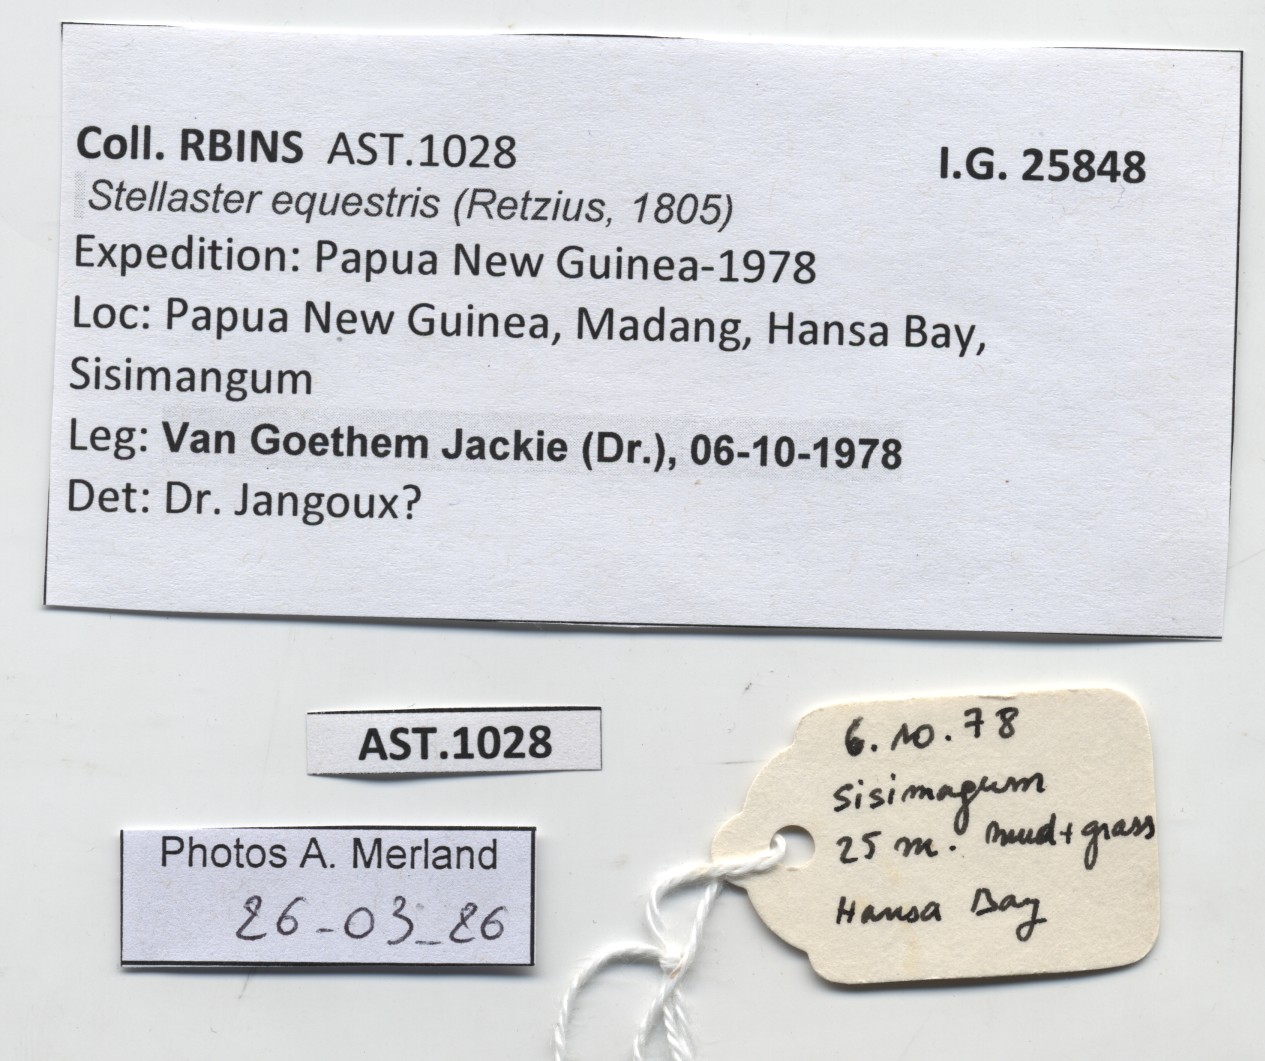 Coll. RBINS AST.1028 I.G. 25848
Stellaster equestris (Retzius, 1805)
Expedition: Papua New Guinea-1978
Loc: Papua New Guinea, Madang, Hansa Bay,
Sisimangum
Leg: Van Goethem Jackie (Dr.), 06-10-1978
Det: Dr. Jangoux?
AST.1028
Photos A. Merland
26-03-26
6.10.78
Sisimagum
25 m. mud + grass
Hansa Bay